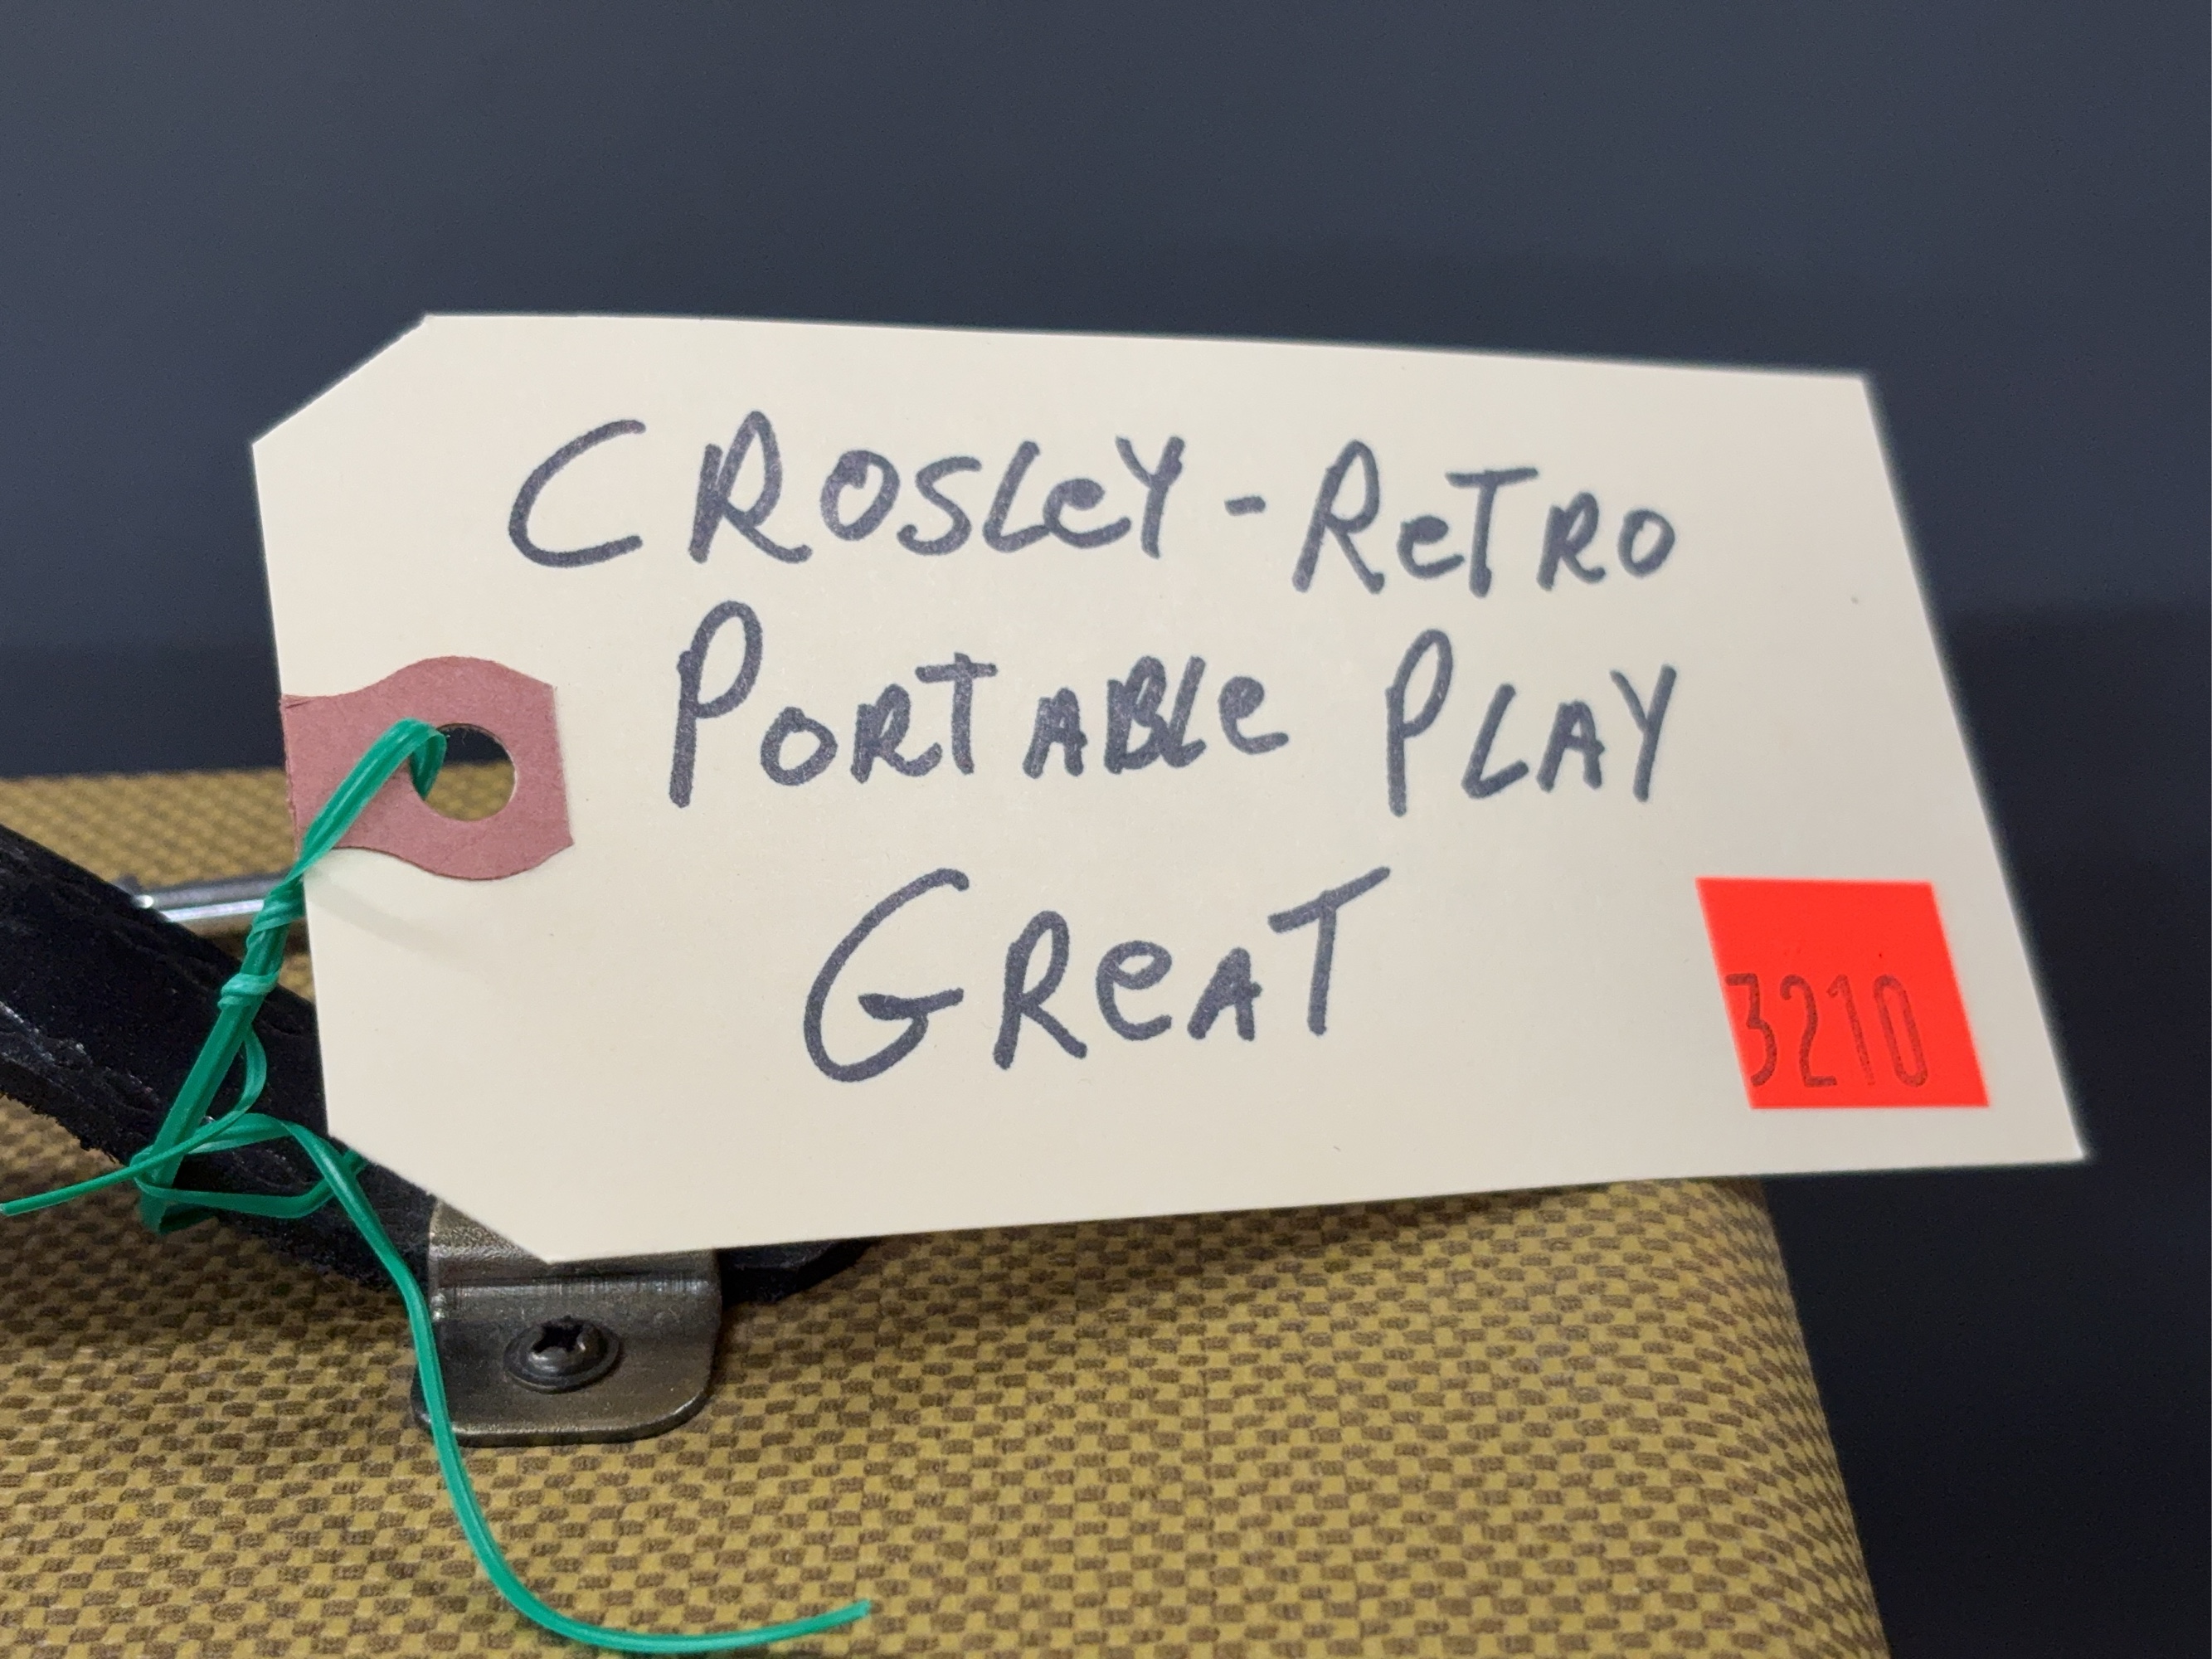 CROSLeY - ReTRO
PORTABLe PLAY
GReAT
3210